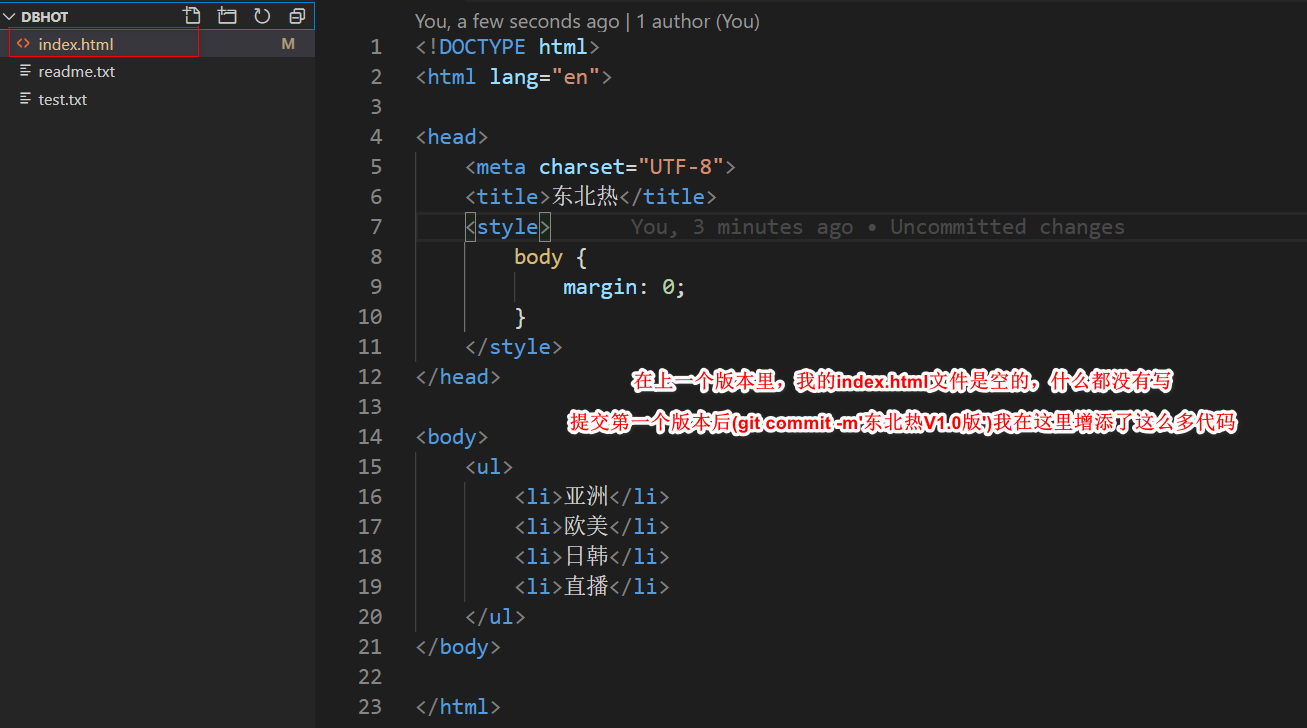 DBHOT
index.html M
readme.txt
test.txt
You, a few seconds ago | 1 author (You)
1 <!DOCTYPE html>
2 <html lang="en">
3
4 <head>
5 <meta charset="UTF-8">
6 <title>东北热</title>
7 <style> You, 3 minutes ago • Uncommitted changes
8 body {
9 margin: 0;
10 }
11 </style>
12 </head>
在上一个版本里，我的index.html文件是空的，什么都没有写
13
提交第一个版本后(git commit -m'东北热V1.0版')我在这里增添了这么多代码
14 <body>
15 <ul>
16 <li>亚洲</li>
17 <li>欧美</li>
18 <li>日韩</li>
19 <li>直播</li>
20 </ul>
21 </body>
22
23 </html>